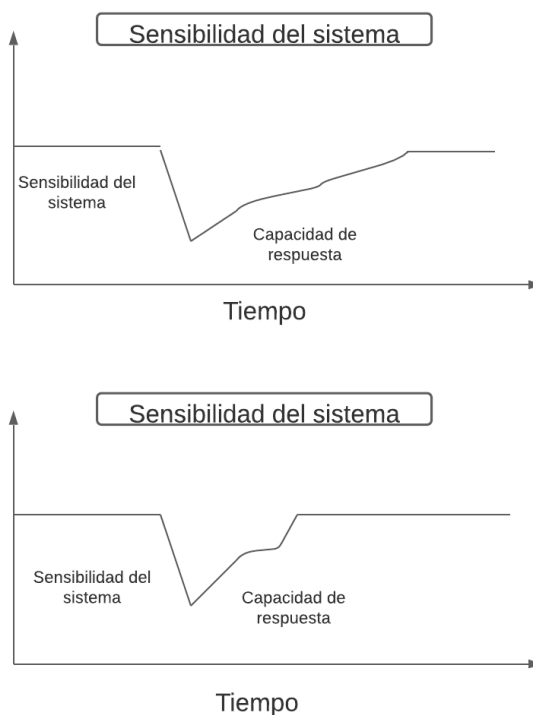 Sensibilidad del sistema
Sensibilidad del
sistema
Capacidad de
respuesta
Tiempo
Sensibilidad del sistema
Sensibilidad del
sistema
Capacidad de
respuesta
Tiempo